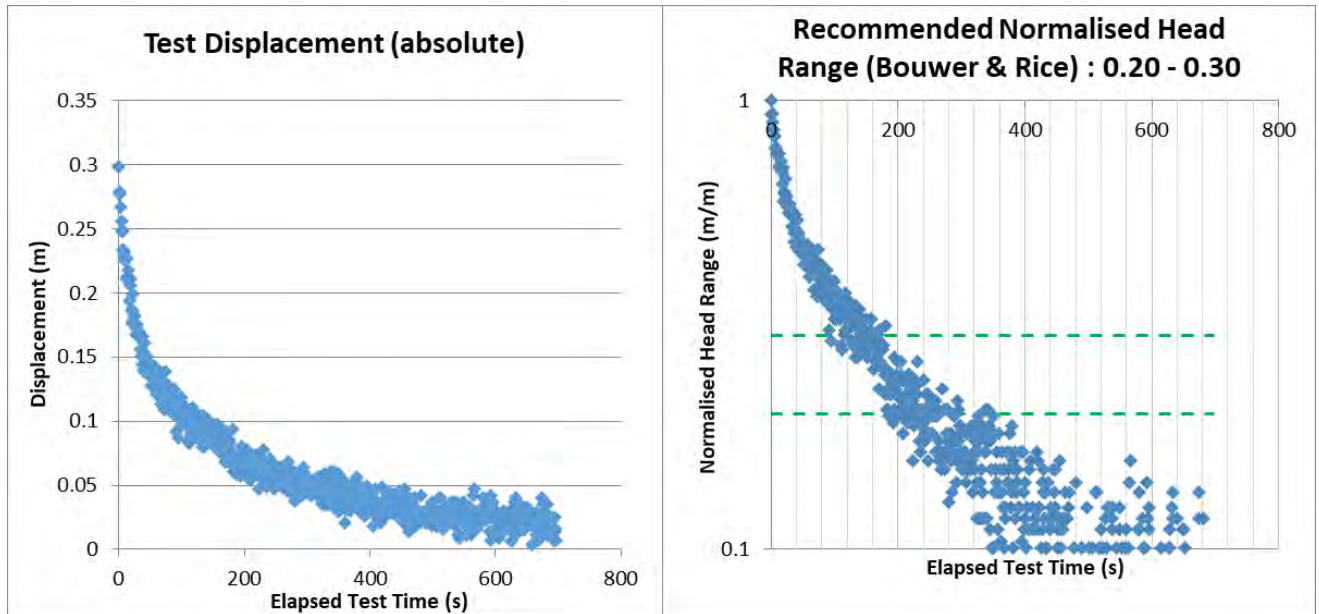 Test Displacement (absolute)
0.35
0.3
0.25
0.2
0.15
0.1
0.05
0
Displacement (m)
0
200
400
600
800
Elapsed Test Time (s)
Recommended Normalised Head
Range (Bouwer & Rice) : 0.20 - 0.30
1
0.1
Normalised Head Range (m/m)
0
200
400
600
800
Elapsed Test Time (s)